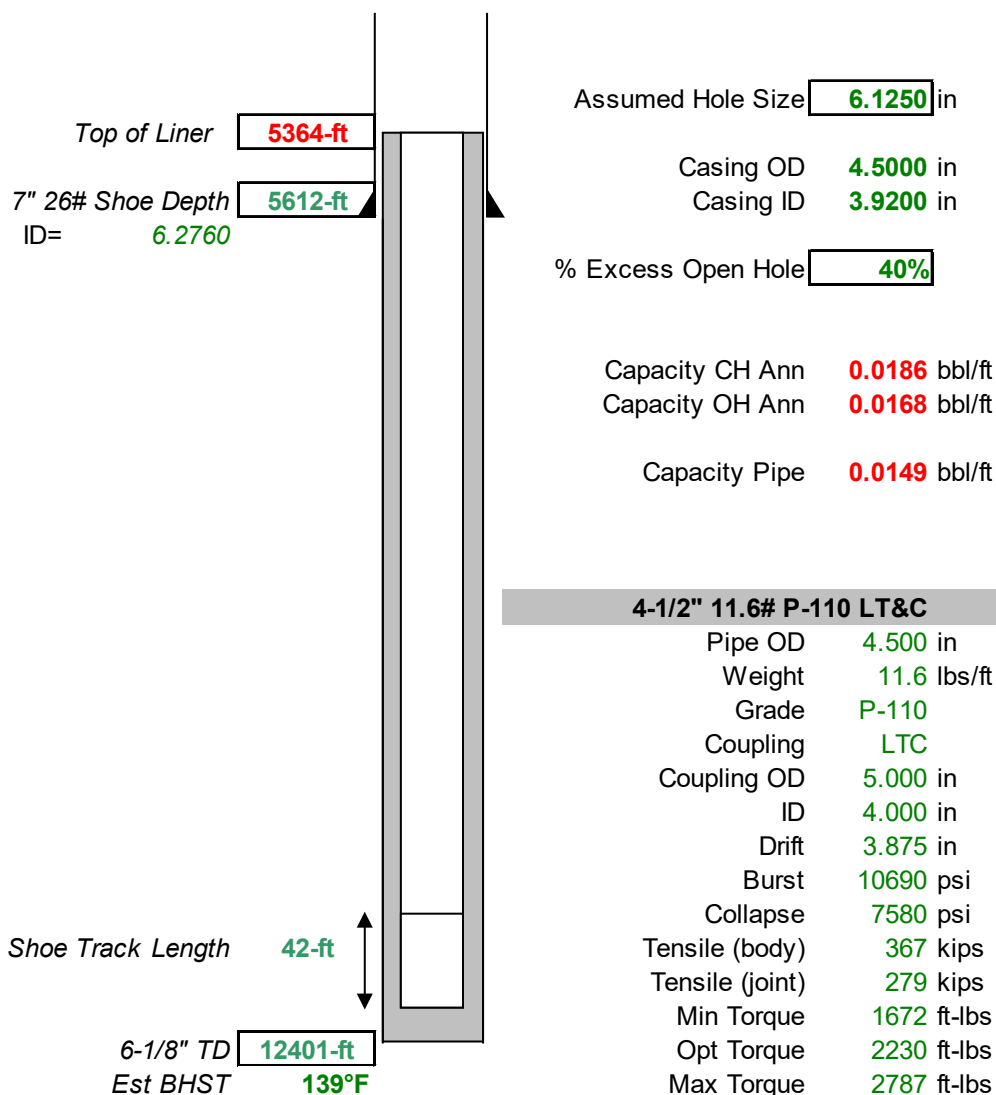 Assumed Hole Size 6.1250 in
Top of Liner 5364-ft
Casing OD 4.5000 in
7" 26# Shoe Depth 5612-ft
Casing ID 3.9200 in
ID= 6.2760
% Excess Open Hole 40%
Capacity CH Ann 0.0186 bbl/ft
Capacity OH Ann 0.0168 bbl/ft
Capacity Pipe 0.0149 bbl/ft
4-1/2" 11.6# P-110 LT&C
Pipe OD 4.500 in
Weight 11.6 lbs/ft
Grade P-110
Coupling LTC
Coupling OD 5.000 in
ID 4.000 in
Drift 3.875 in
Burst 10690 psi
Collapse 7580 psi
Shoe Track Length 42-ft
Tensile (body) 367 kips
Tensile (joint) 279 kips
Min Torque 1672 ft-lbs
6-1/8" TD 12401-ft
Opt Torque 2230 ft-lbs
Est BHST 139°F
Max Torque 2787 ft-lbs